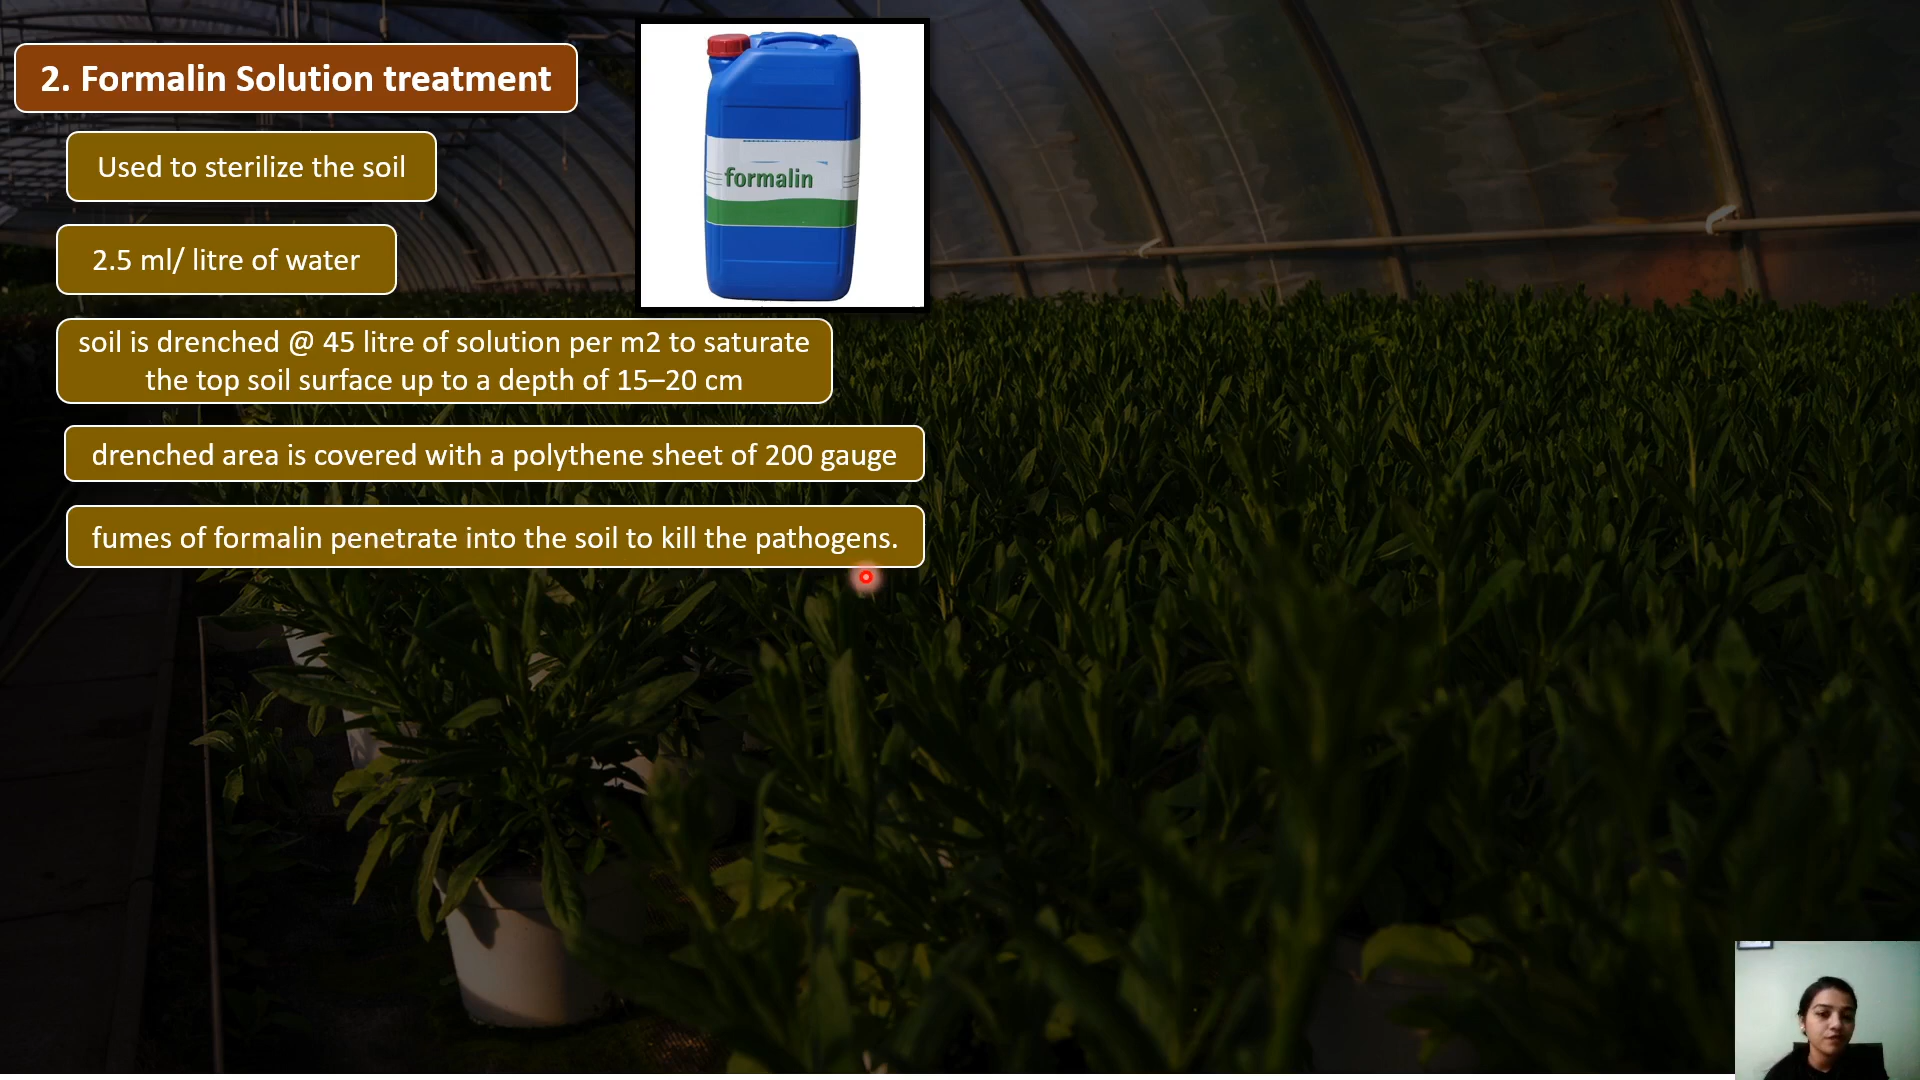 2. Formalin Solution treatment
formalin
Used to sterilize the soil
2.5 ml/ litre of water
soil is drenched @ 45 litre of solution per m2 to saturate
the top soil surface up to a depth of 15–20 cm
drenched area is covered with a polythene sheet of 200 gauge
fumes of formalin penetrate into the soil to kill the pathogens.